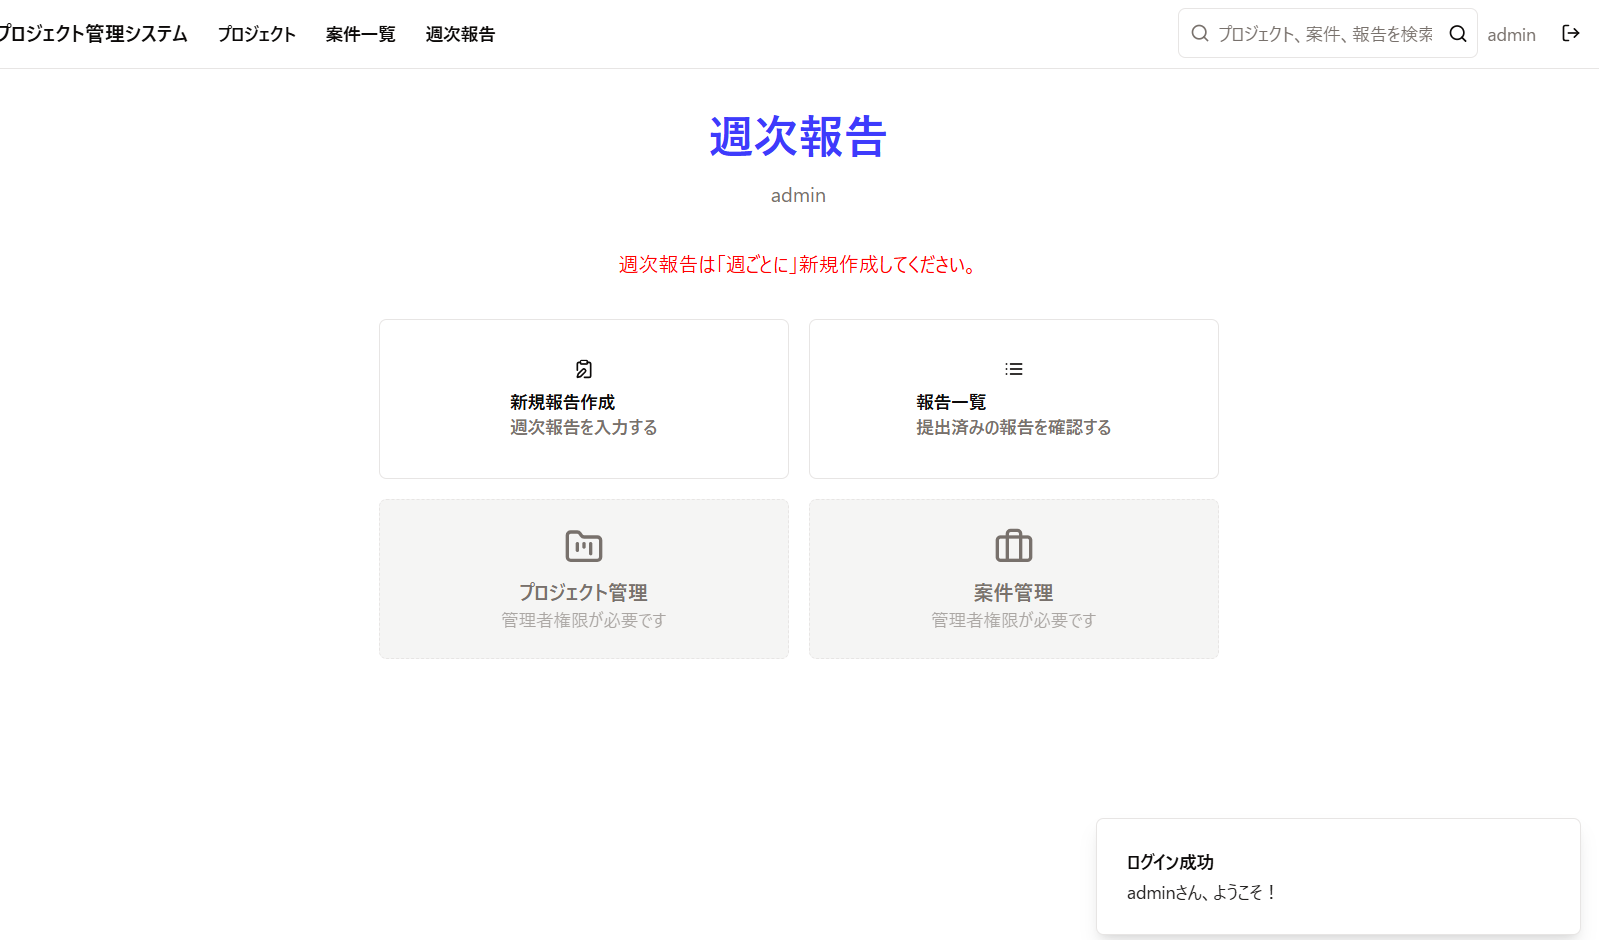 プロジェクト管理システム プロジェクト 案件一覧 週次報告 プロジェクト、案件、報告を検索 admin
週次報告
admin
週次報告は「週ごとに」新規作成してください。
新規報告作成
週次報告を入力する
報告一覧
提出済みの報告を確認する
プロジェクト管理
管理者権限が必要です
案件管理
管理者権限が必要です
ログイン成功
adminさん、ようこそ！